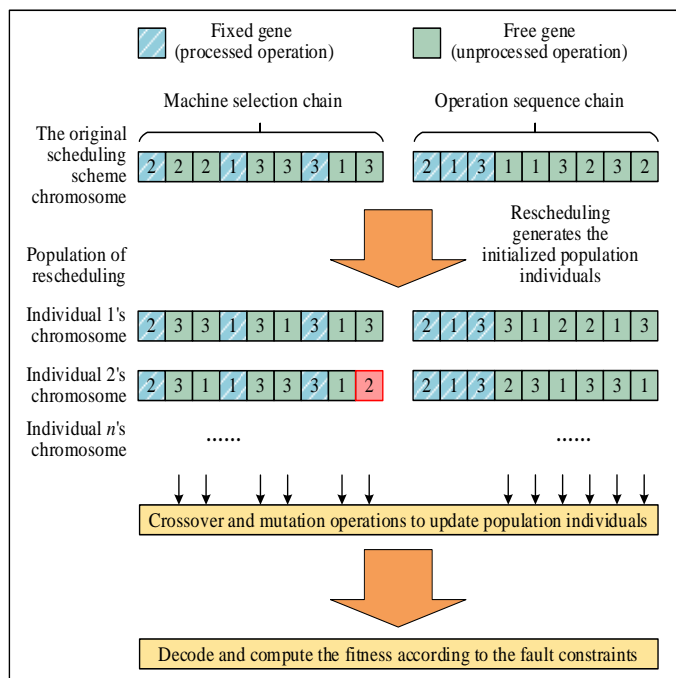 Fixed gene
(processed operation)
Free gene
(unprocessed operation)
Machine selection chain
Operation sequence chain
The original
scheduling
scheme
chromosome
2 2 2 1 3 3 3 1 3
2 1 3 1 1 3 2 3 2
Population of
rescheduling
Rescheduling
generates the
initialized population
individuals
Individual 1's
chromosome
2 3 3 1 3 1 3 1 3
2 1 3 3 1 2 2 1 3
Individual 2's
chromosome
2 3 1 1 3 3 3 1 2
2 1 3 2 3 1 3 3 1
Individual n's
chromosome
......
......
Crossover and mutation operations to update population individuals
Decode and compute the fitness according to the fault constraints